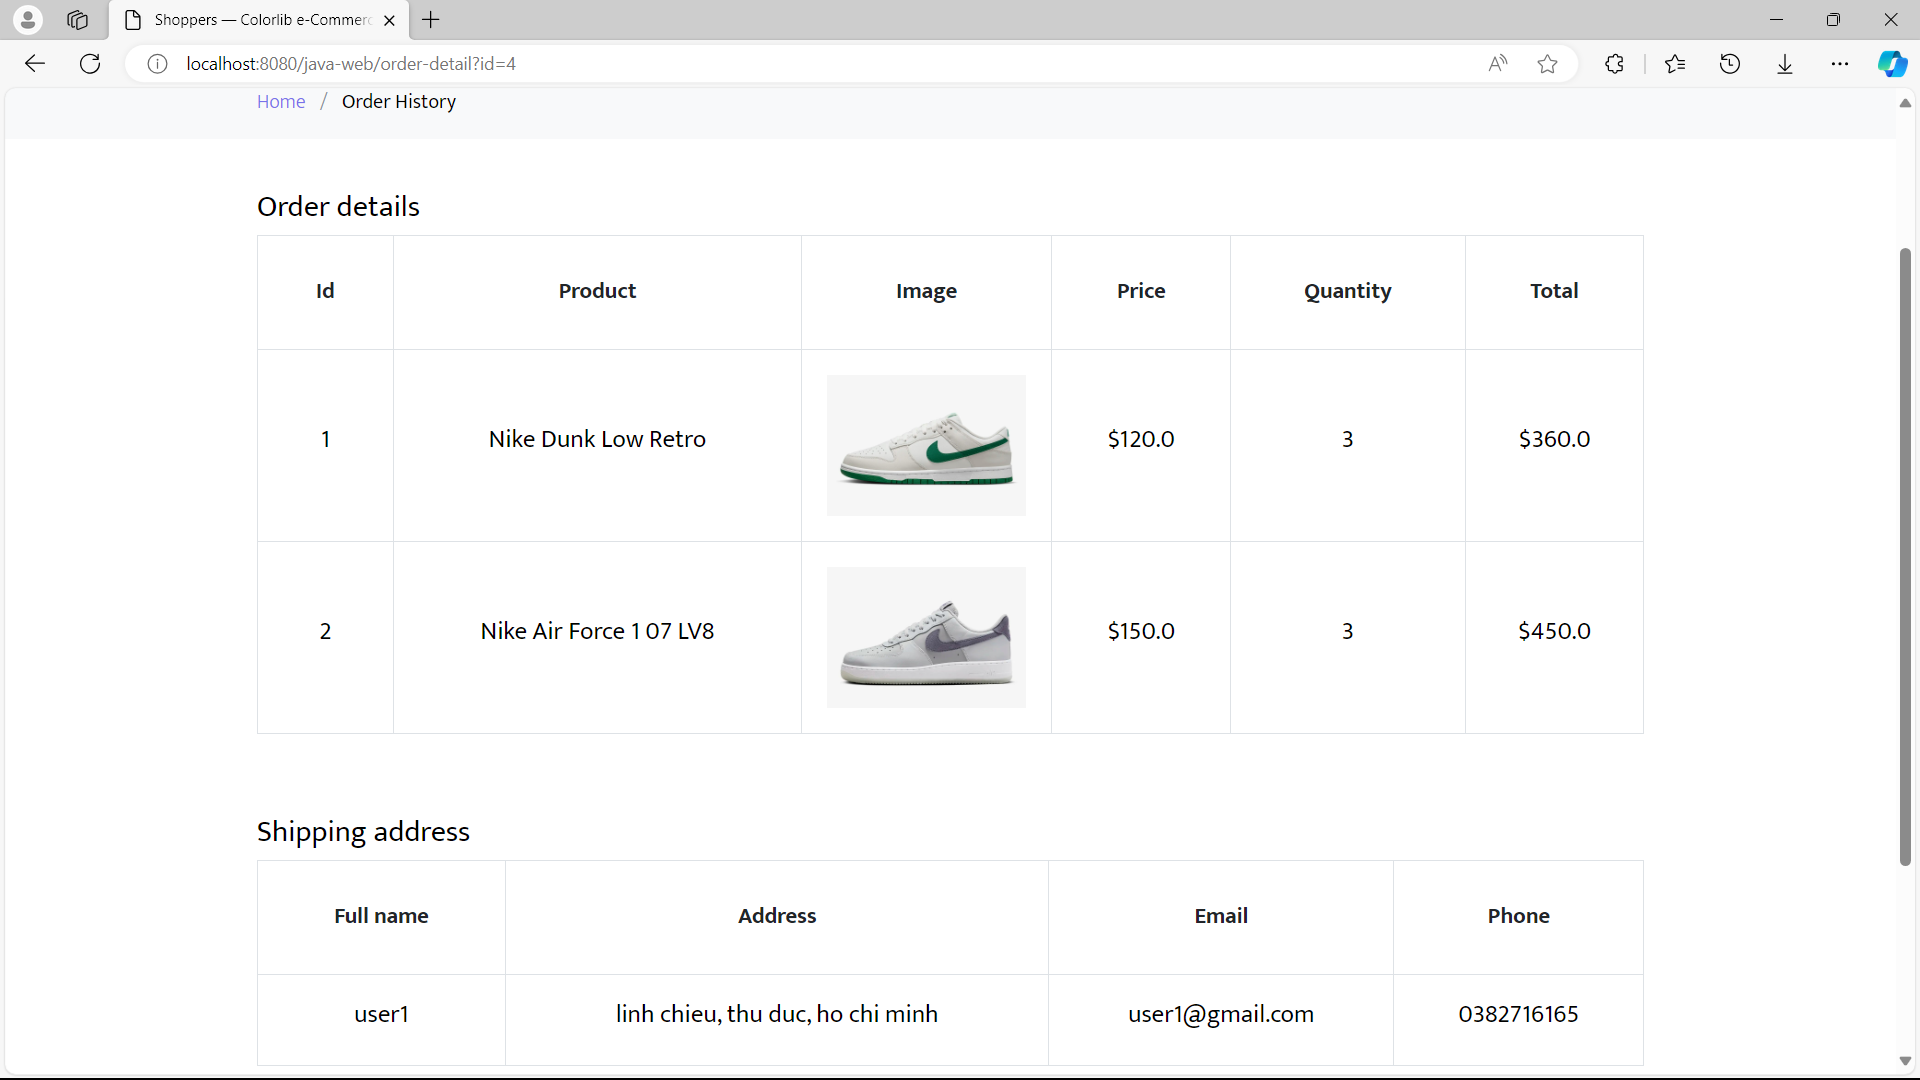 Shoppers — Colorlib e-Commerc
localhost:8080/java-web/order-detail?id=4
Home / Order History
Order details
Id Product Image Price Quantity Total
1 Nike Dunk Low Retro $120.0 3 $360.0
2 Nike Air Force 1 07 LV8 $150.0 3 $450.0
Shipping address
Full name Address Email Phone
user1 linh chieu, thu duc, ho chi minh user1@gmail.com 0382716165